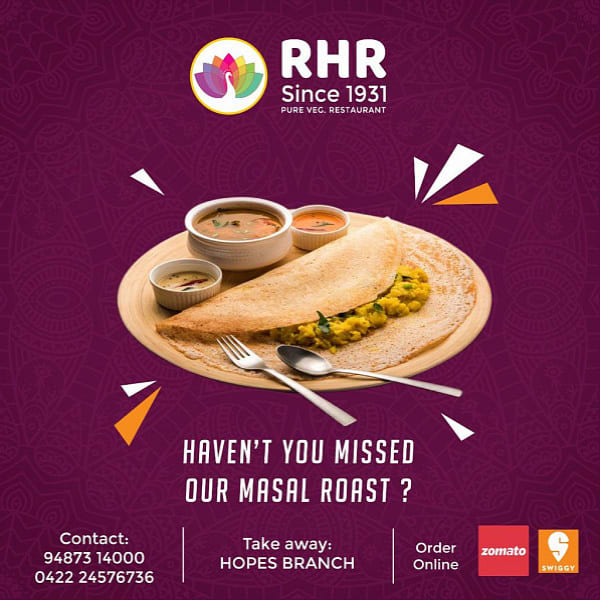 RHR
Since 1931
PURE VEG. RESTAURANT
HAVEN'T YOU MISSED
OUR MASAL ROAST ?
Contact:
94873 14000
0422 24576736
Take away:
HOPES BRANCH
Order
Online
zomato
SWIGGY